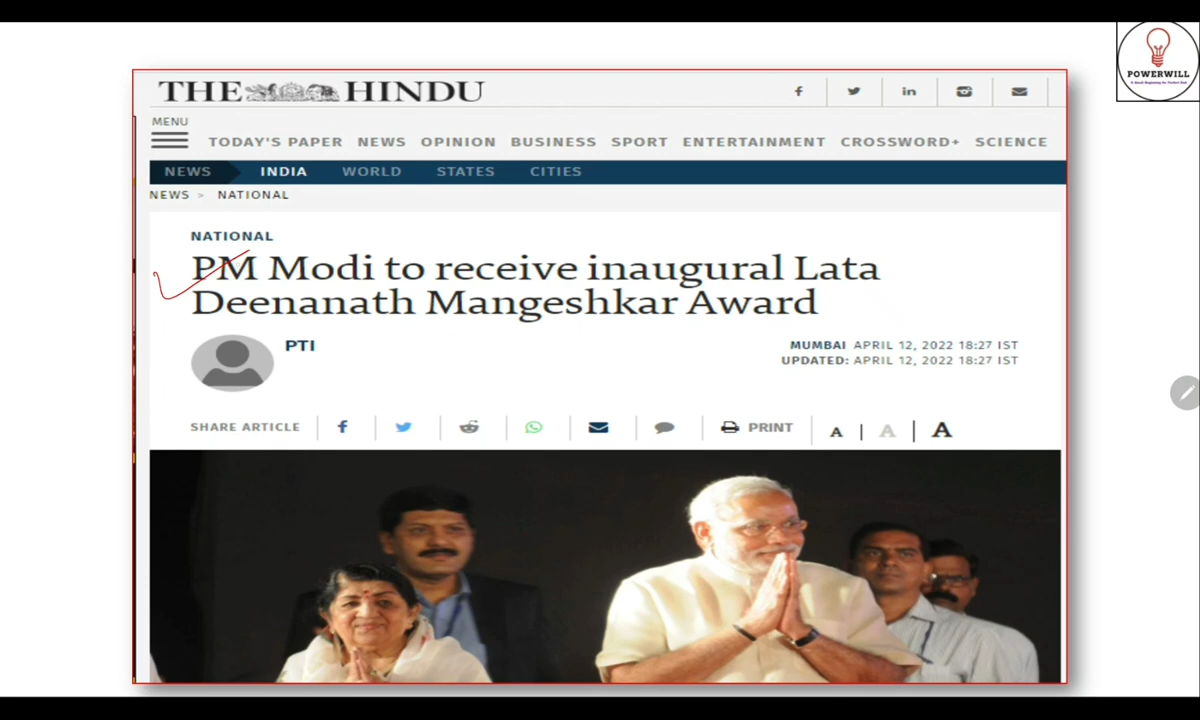 POWERWILL
THE HINDU
MENU
TODAY'S PAPER NEWS OPINION BUSINESS SPORT ENTERTAINMENT CROSSWORD+ SCIENCE
NEWS INDIA WORLD STATES CITIES
NEWS > NATIONAL
NATIONAL
PM Modi to receive inaugural Lata
Deenanath Mangeshkar Award
PTI
MUMBAI APRIL 12, 2022 18:27 IST
UPDATED: APRIL 12, 2022 18:27 IST
SHARE ARTICLE PRINT A | A | A